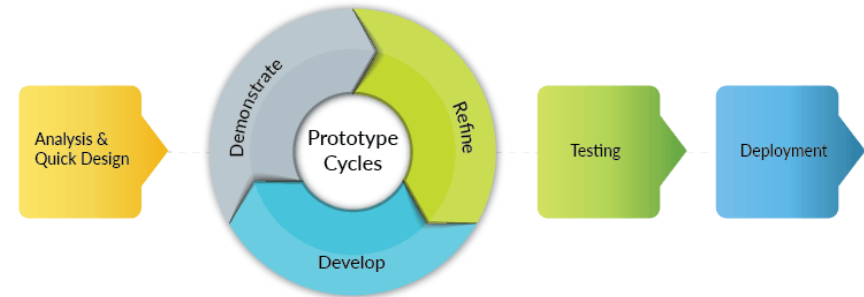 Analysis &
Quick Design
Demonstrate
Refine
Develop
Prototype
Cycles
Testing
Deployment